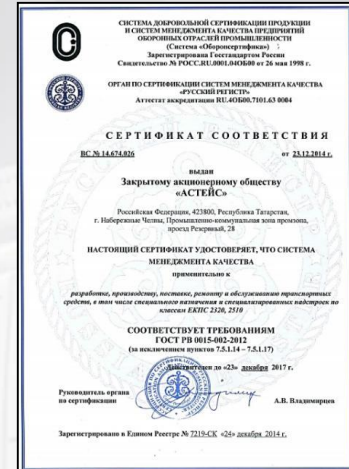 СИСТЕМА ДОБРОВОЛЬНОЙ СЕРТИФИКАЦИИ ПРОДУКЦИИ
И СИСТЕМ МЕНЕДЖМЕНТА КАЧЕСТВА ПРЕДПРИЯТИЙ
ОБОРОННЫХ ОТРАСЛЕЙ ПРОМЫШЛЕННОСТИ
(Система «Оборонсертифика»)
Зарегистрирована Госстандартом России
Свидетельство № РОСС.RU.0001.04ОБ00 от 26 мая 1998 г.
ОРГАН ПО СЕРТИФИКАЦИИ СИСТЕМ МЕНЕДЖМЕНТА КАЧЕСТВА
«РУССКИЙ РЕГИСТР»
Аттестат аккредитации RU.4ОБ00.7101.63 0004
СЕРТИФИКАТ СООТВЕТСТВИЯ
ВС № 14.674.026 от 23.12.2014 г.
выдан
Закрытому акционерному обществу
«АСТЕЙС»
Российская Федерация, 423800, Республика Татарстан,
г. Набережные Челны, Промышленно-коммунальная зона промзона,
проезд Резервный, 28
НАСТОЯЩИЙ СЕРТИФИКАТ УДОСТОВЕРЯЕТ, ЧТО СИСТЕМА
МЕНЕДЖМЕНТА КАЧЕСТВА
применительно к
разработке, производству, поставке, ремонту и обслуживанию транспортных
средств, в том числе специального назначения и специализированных надстроек по
классам ЕКПС 2320, 2510
СООТВЕТСТВУЕТ ТРЕБОВАНИЯМ
ГОСТ РВ 0015-002-2012
(за исключением пунктов 7.5.1.14 – 7.5.1.17)
Действителен до «23» декабря 2017 г.
Руководитель органа
по сертификации А.В. Владимирцев
Зарегистрировано в Едином Реестре № 7219-СК «24» декабря 2014 г.